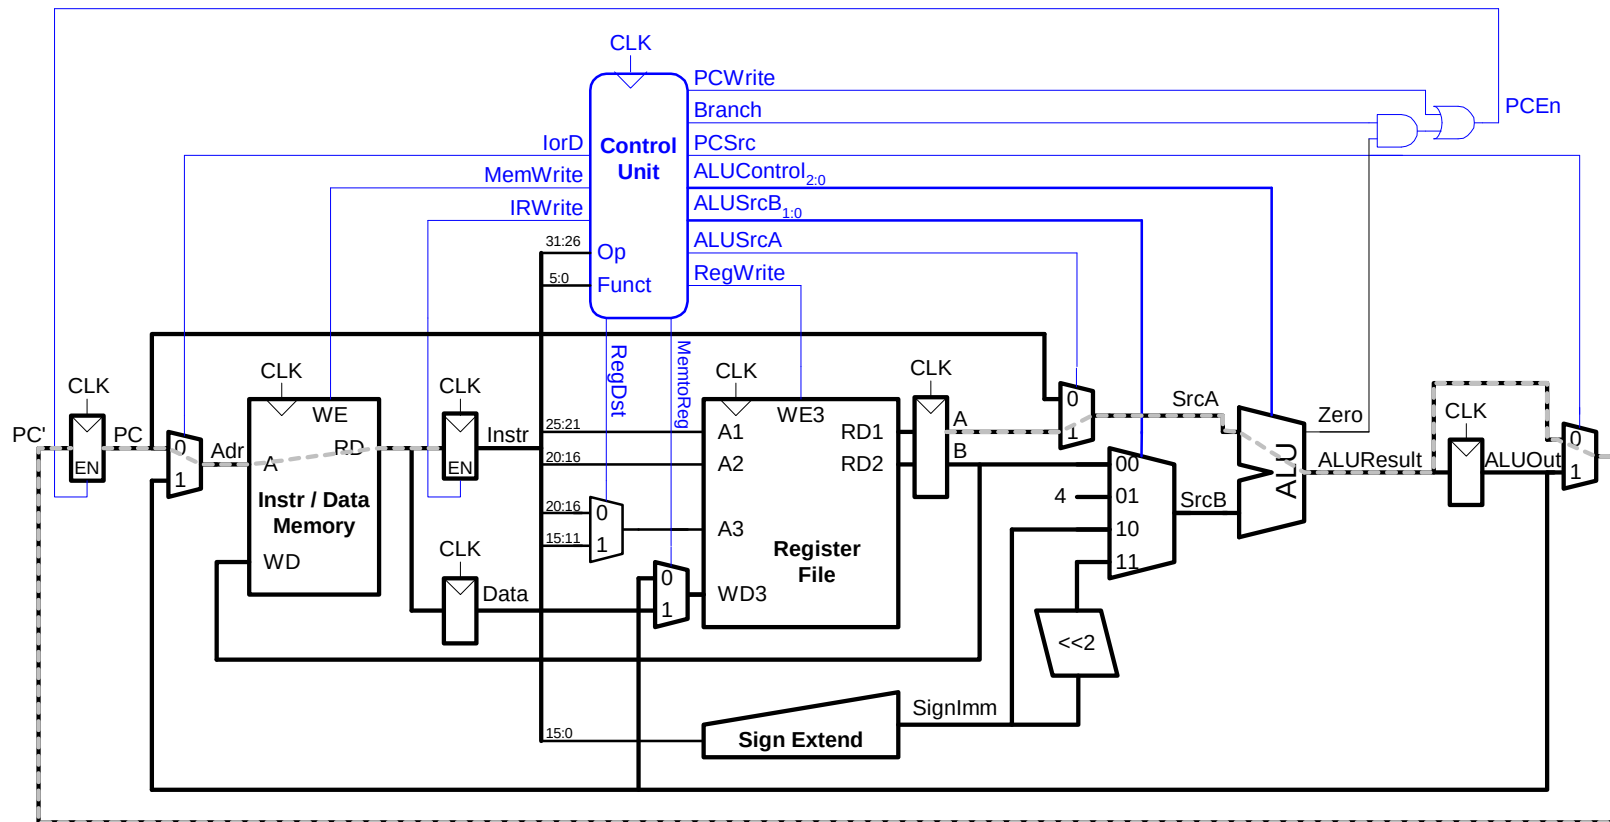 CLK
PCWrite
Branch
PCEn
IorD
Control
Unit
PCSrc
MemWrite
ALUControl2:0
IRWrite
ALUSrcB1:0
31:26
Op
ALUSrcA
5:0
Funct
RegWrite
RegDst
MemtoReg
CLK
CLK
CLK
CLK
CLK
PC'
PC
EN
0
1
Adr
WE
A
RD
Instr / Data
Memory
WD
EN
Instr
25:21
20:16
20:16
15:11
0
1
A1
A2
A3
WD3
WE3
RD1
RD2
Register
File
A
B
0
1
SrcA
00
4
01
10
11
SrcB
ALU
Zero
ALUResult
CLK
ALUOut
0
1
CLK
Data
0
1
<<2
SignImm
15:0
Sign Extend